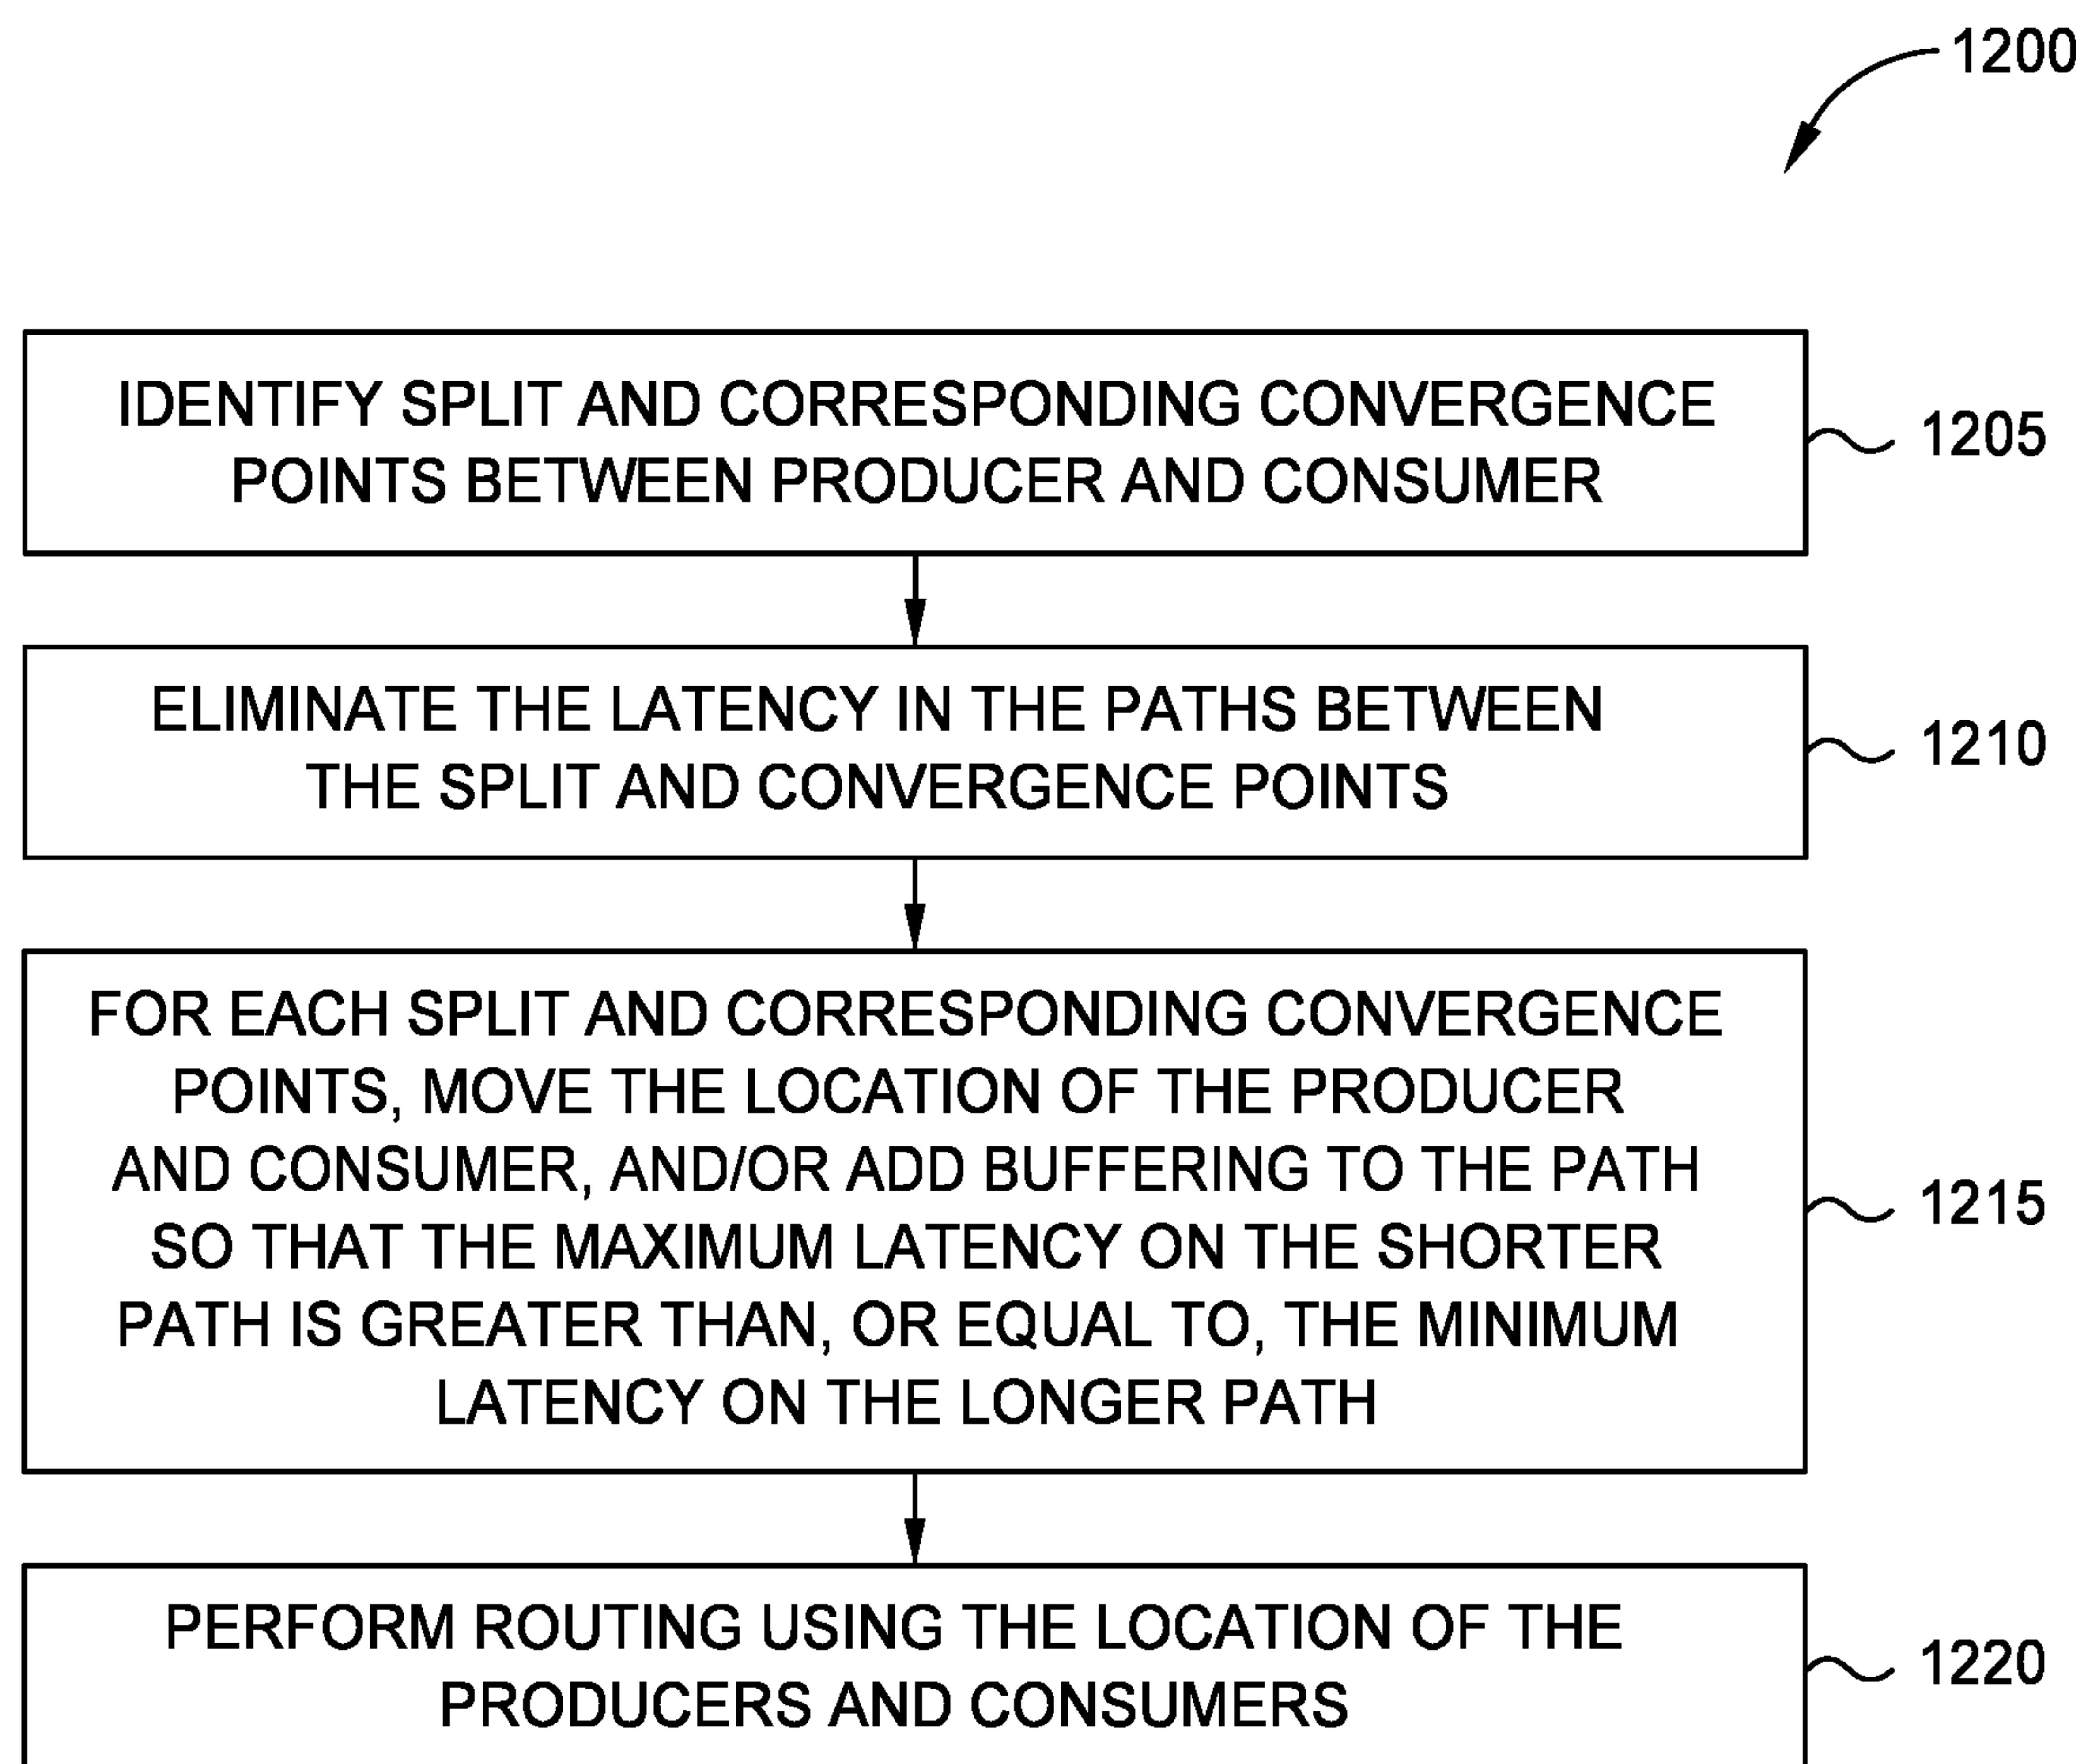 1200
IDENTIFY SPLIT AND CORRESPONDING CONVERGENCE
POINTS BETWEEN PRODUCER AND CONSUMER
1205
ELIMINATE THE LATENCY IN THE PATHS BETWEEN
THE SPLIT AND CONVERGENCE POINTS
1210
FOR EACH SPLIT AND CORRESPONDING CONVERGENCE
POINTS, MOVE THE LOCATION OF THE PRODUCER
AND CONSUMER, AND/OR ADD BUFFERING TO THE PATH
SO THAT THE MAXIMUM LATENCY ON THE SHORTER
PATH IS GREATER THAN, OR EQUAL TO, THE MINIMUM
LATENCY ON THE LONGER PATH
1215
PERFORM ROUTING USING THE LOCATION OF THE
PRODUCERS AND CONSUMERS
1220